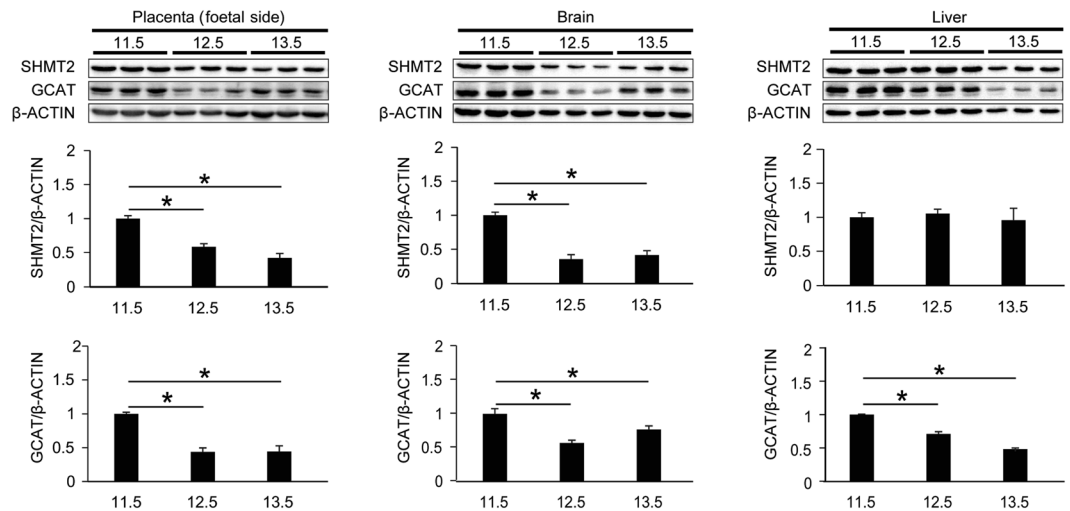 Placenta (foetal side)
11.5 12.5 13.5
SHMT2
GCAT
β-ACTIN
SHMT2/β-ACTIN
2
1.5
1
0.5
0
* *
11.5 12.5 13.5
GCAT/β-ACTIN
2
1.5
1
0.5
0
* *
11.5 12.5 13.5
Brain
11.5 12.5 13.5
SHMT2
GCAT
β-ACTIN
SHMT2/β-ACTIN
2
1.5
1
0.5
0
* *
11.5 12.5 13.5
GCAT/β-ACTIN
2
1.5
1
0.5
0
* *
11.5 12.5 13.5
Liver
11.5 12.5 13.5
SHMT2
GCAT
β-ACTIN
SHMT2/β-ACTIN
2
1.5
1
0.5
0
11.5 12.5 13.5
GCAT/β-ACTIN
2
1.5
1
0.5
0
* *
11.5 12.5 13.5